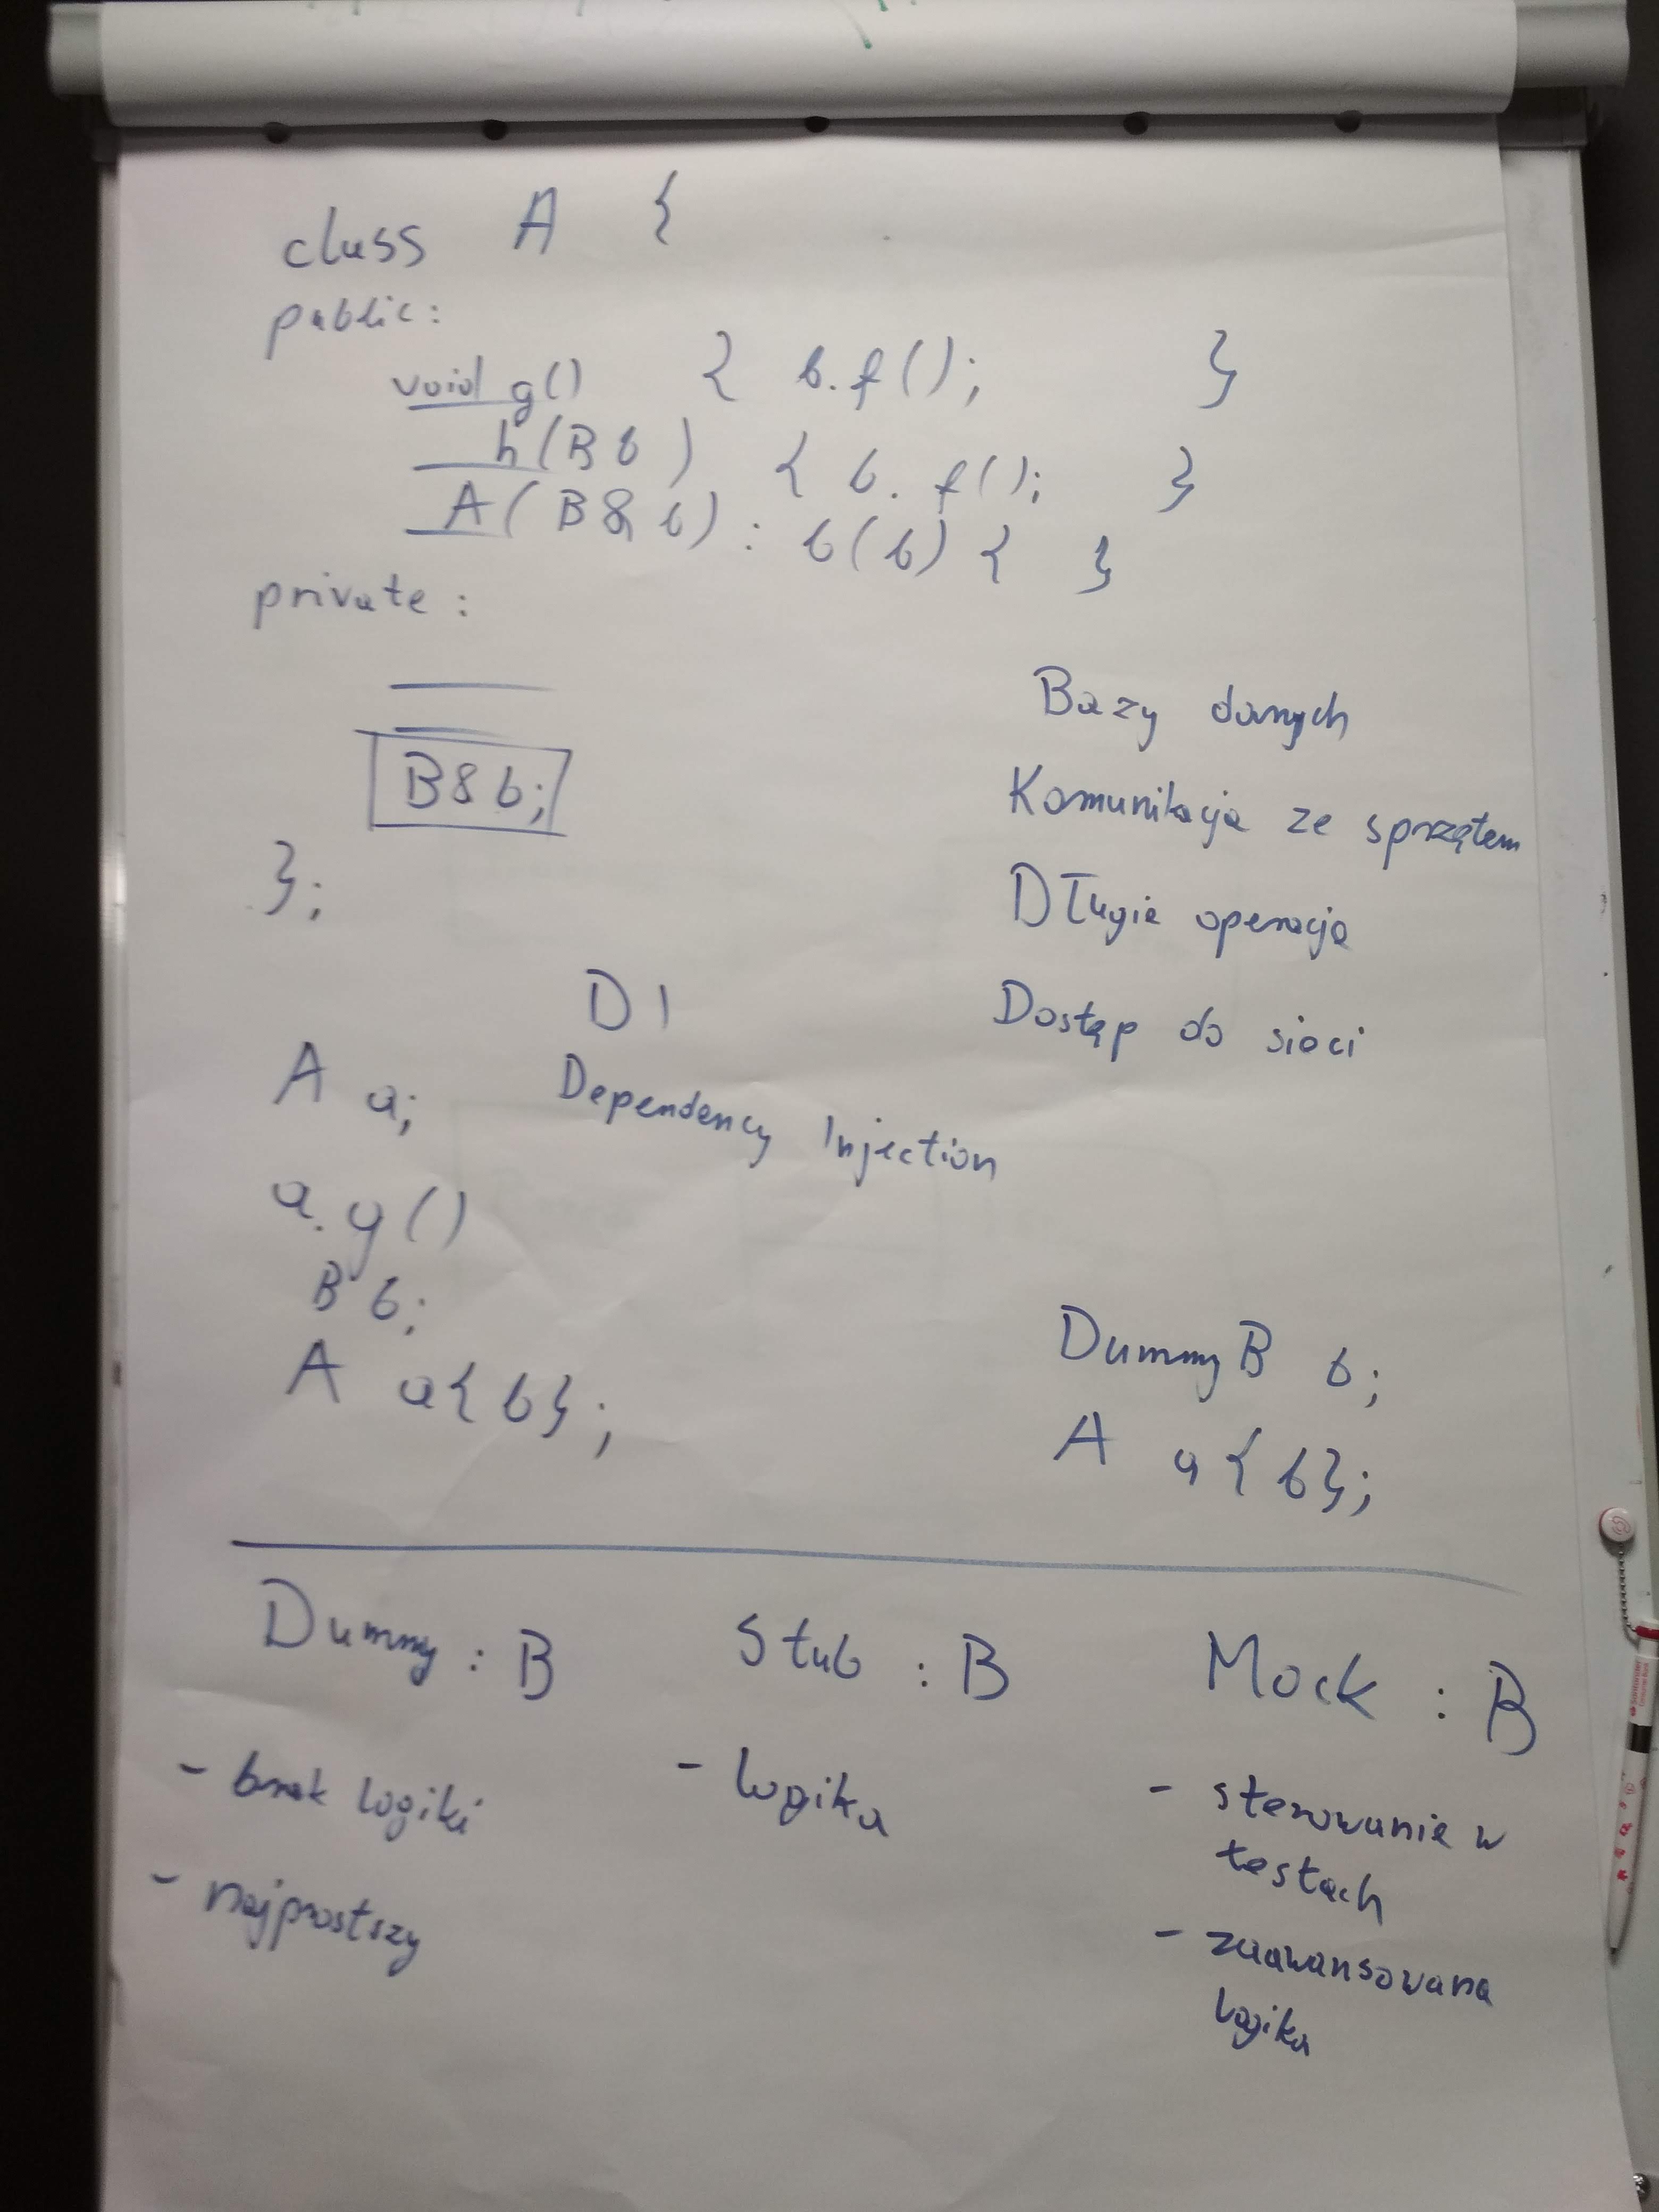 class A {
public:
void g() { b.f(); }
h(B b) { b.f(); }
A(B& b) : b(b) { }
private:
B& b;
};
Bazy danych
Komunikacja ze sprzętem
Długie operacje
Dostęp do sieci
DI
Dependency Injection
A a;
a.g()
B b;
A a{b};
DummyB b;
A a{b};
Dummy : B
- brak logiki
- najprostszy
Stub : B
- logika
Mock : B
- sterowanie w
testach
- zaawansowana
logika